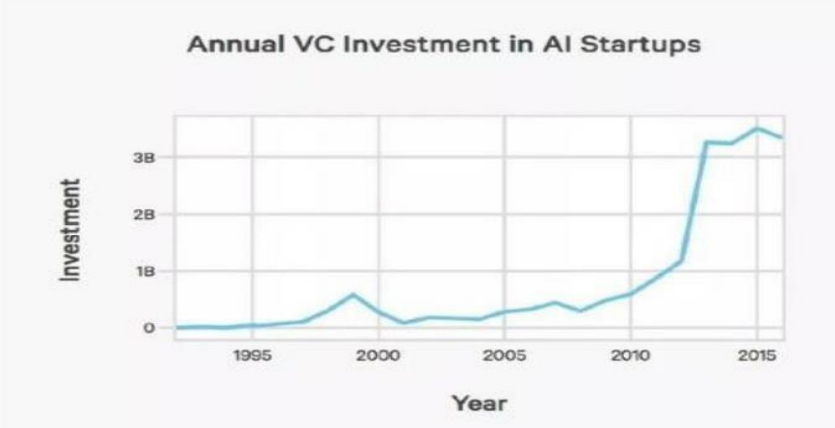 Annual VC Investment in AI Startups
Investment
3B
2B
1B
0
1995 2000 2005 2010 2015
Year